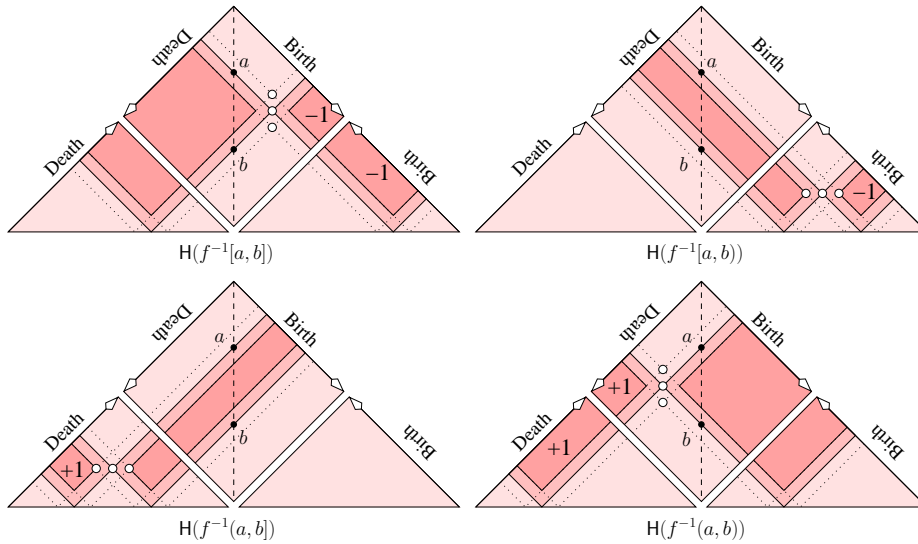 Death
Birth
a
−1
Death
b
−1
Birth
H(f⁻¹[a, b])
Death
Birth
a
Death
b
−1
Birth
H(f⁻¹[a, b))
Death
Birth
a
Death
b
+1
Birth
H(f⁻¹(a, b])
Death
Birth
a
+1
Death
b
+1
Birth
H(f⁻¹(a, b))